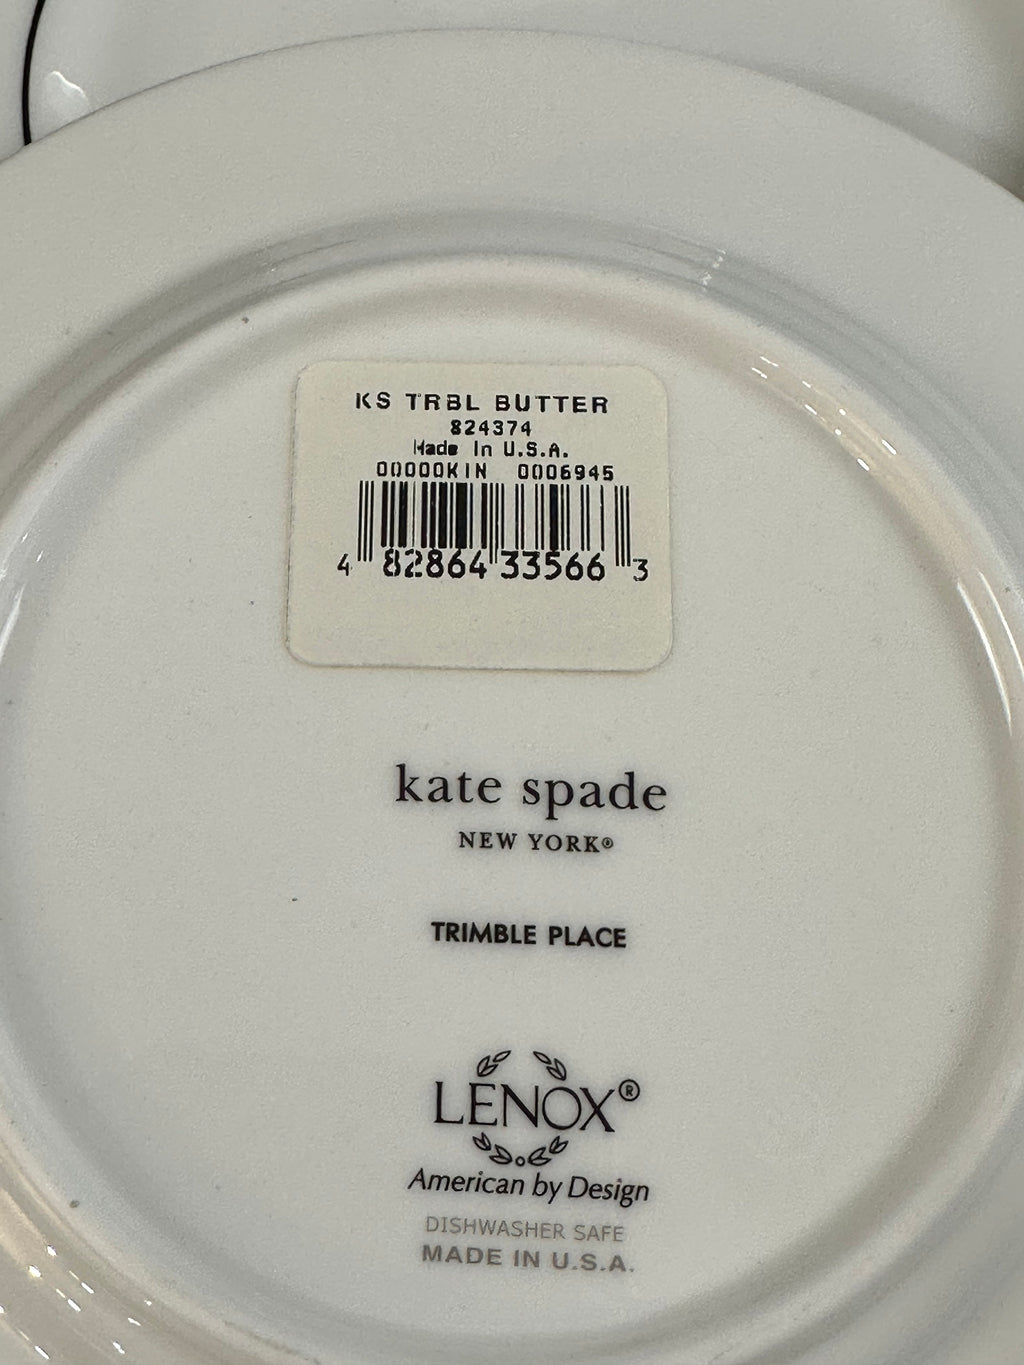 KS TRBL BUTTER
824374
Made In U.S.A.
00000KIN 0006945
4 82864 33566 3
kate spade
NEW YORK®
TRIMBLE PLACE
LENOX®
American by Design
DISHWASHER SAFE
MADE IN U.S.A.